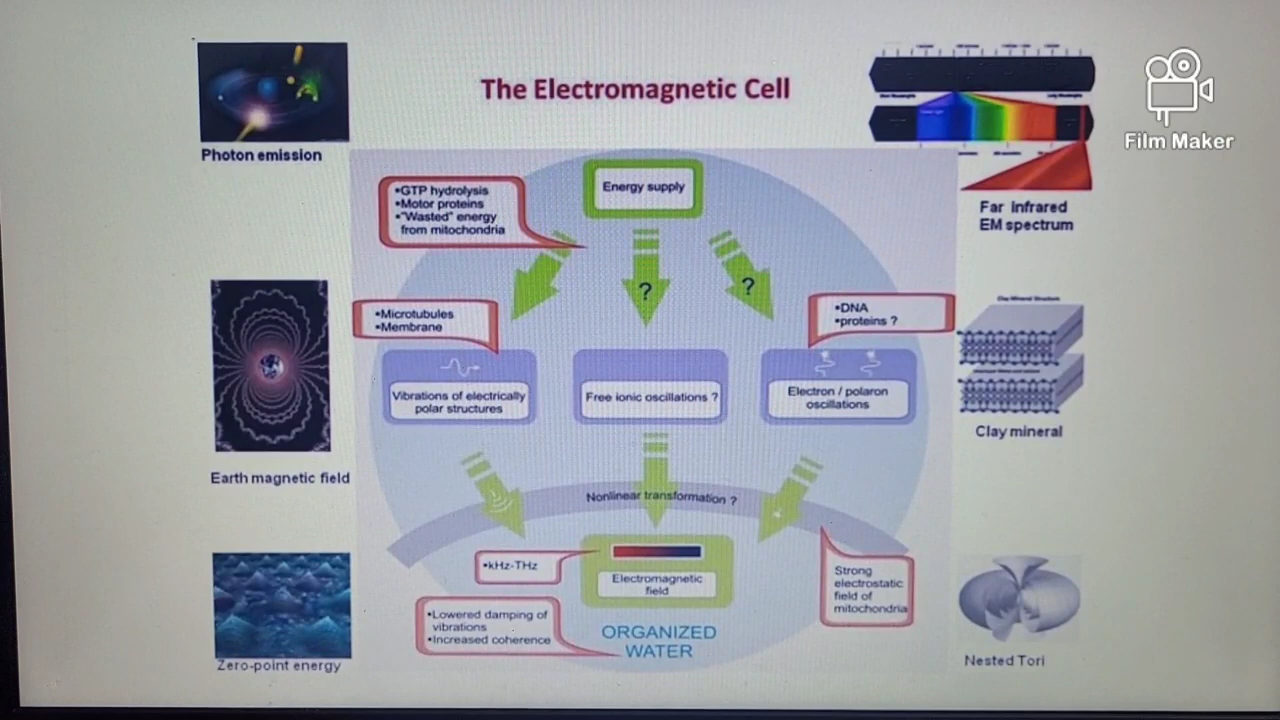 The Electromagnetic Cell
Film Maker
Photon emission
Far infrared
EM spectrum
Energy supply
•GTP hydrolysis
•Motor proteins
•"Wasted" energy
from mitochondria
?
?
•Microtubules
•Membrane
•DNA
•proteins ?
Clay Mineral Structure
Vibrations of electrically
polar structures
Free ionic oscillations ?
Electron / polaron
oscillations
Clay mineral
Earth magnetic field
Nonlinear transformation ?
•kHz-THz
Electromagnetic
field
Strong
electrostatic
field of
mitochondria
•Lowered damping of
vibrations
•Increased coherence
ORGANIZED
WATER
Zero-point energy
Nested Tori